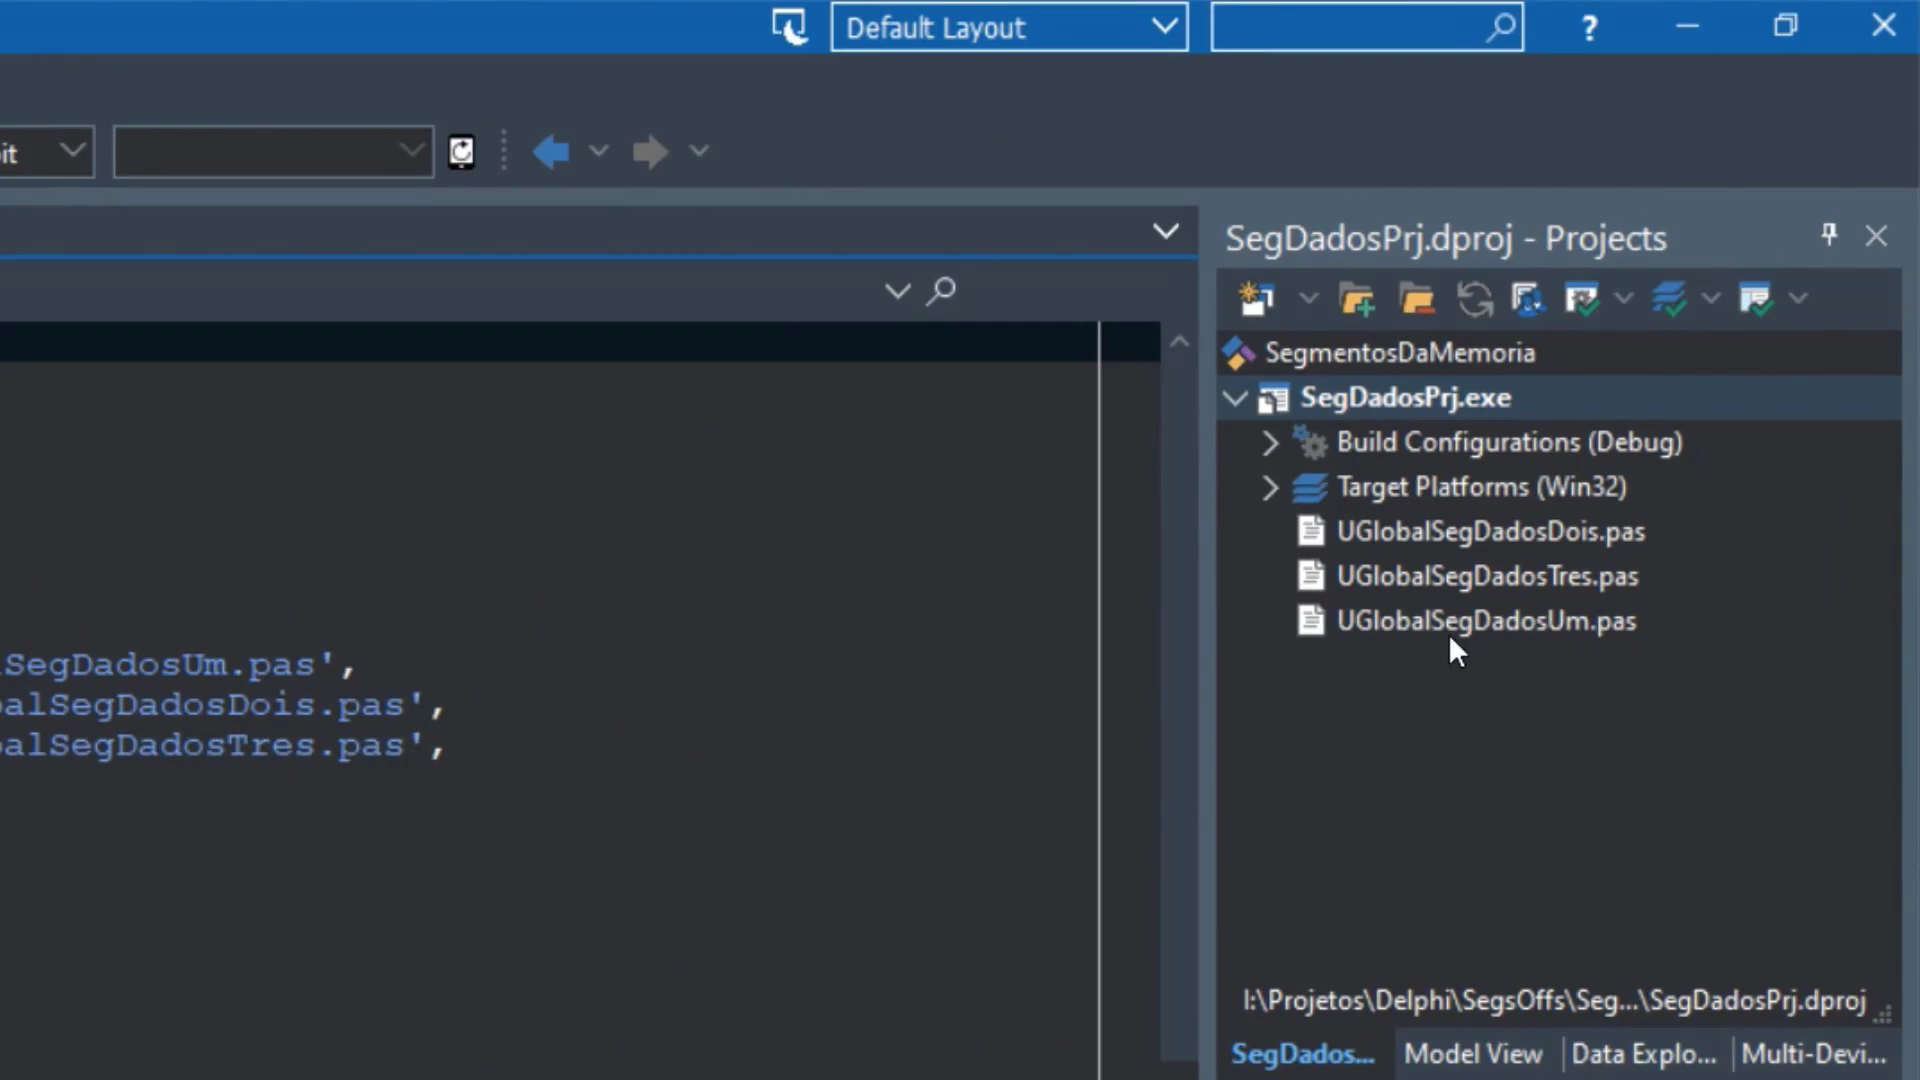 Default Layout
?
it
SegDadosPrj.dproj - Projects
SegmentosDaMemoria
SegDadosPrj.exe
Build Configurations (Debug)
Target Platforms (Win32)
UGlobalSegDadosDois.pas
UGlobalSegDadosTres.pas
UGlobalSegDadosUm.pas
SegDadosUm.pas',
alSegDadosDois.pas',
alSegDadosTres.pas',
I:\Projetos\Delphi\SegsOffs\Seg...\SegDadosPrj.dproj
SegDados... Model View Data Explo... Multi-Devi...